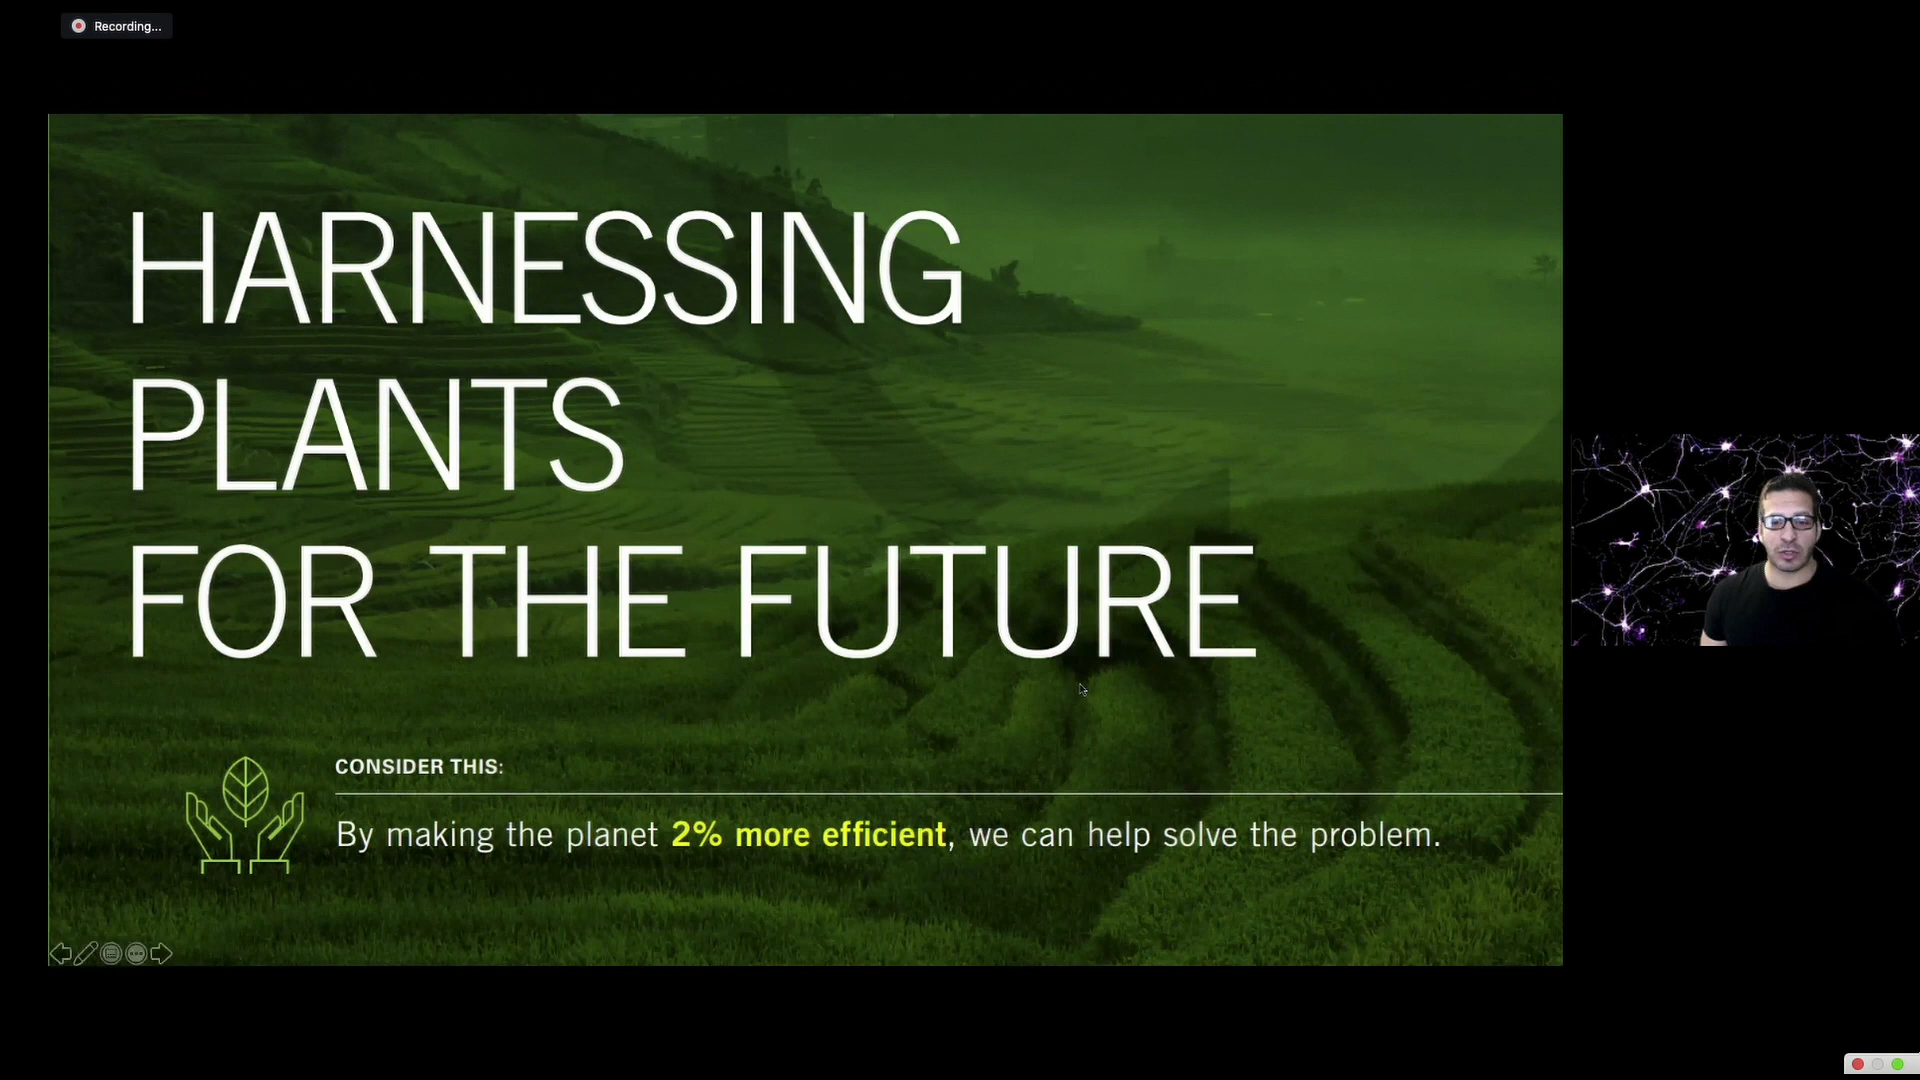 Recording...
HARNESSING
PLANTS
FOR THE FUTURE
CONSIDER THIS:
By making the planet 2% more efficient, we can help solve the problem.